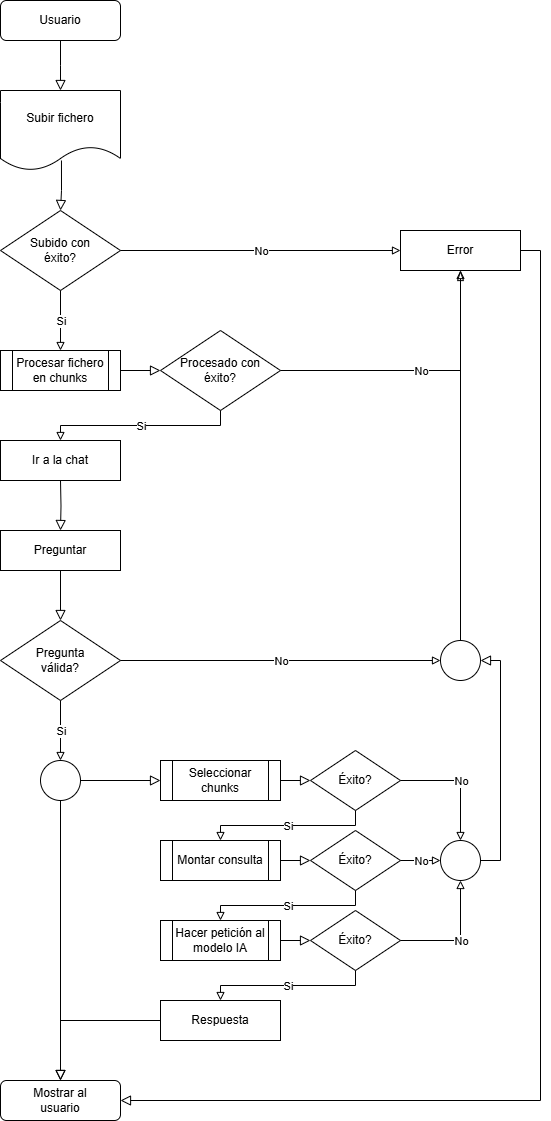 Usuario
Subir fichero
Subido con
éxito?
No
Error
Si
Procesar fichero
en chunks
Procesado con
éxito?
No
Si
Ir a la chat
Preguntar
Pregunta
válida?
No
Si
Seleccionar
chunks
Éxito?
No
Si
Montar consulta
Éxito?
No
Si
Hacer petición al
modelo IA
Éxito?
No
Si
Respuesta
Mostrar al
usuario